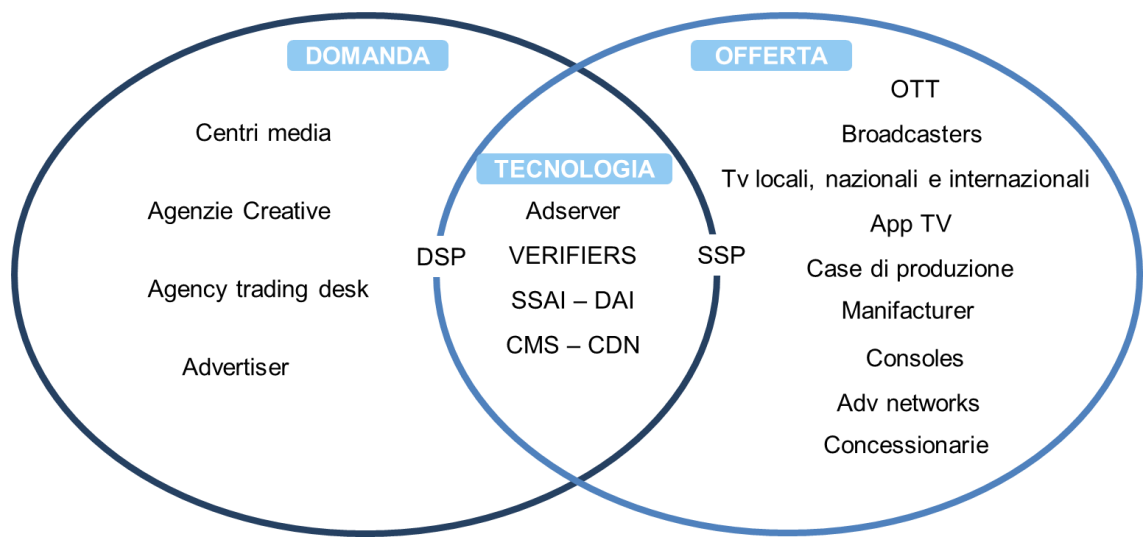 DOMANDA
Centri media
Agenzie Creative
Agency trading desk
Advertiser
DSP
TECNOLOGIA
Adserver
VERIFIERS
SSAI – DAI
CMS – CDN
SSP
OFFERTA
OTT
Broadcasters
Tv locali, nazionali e internazionali
App TV
Case di produzione
Manifacturer
Consoles
Adv networks
Concessionarie